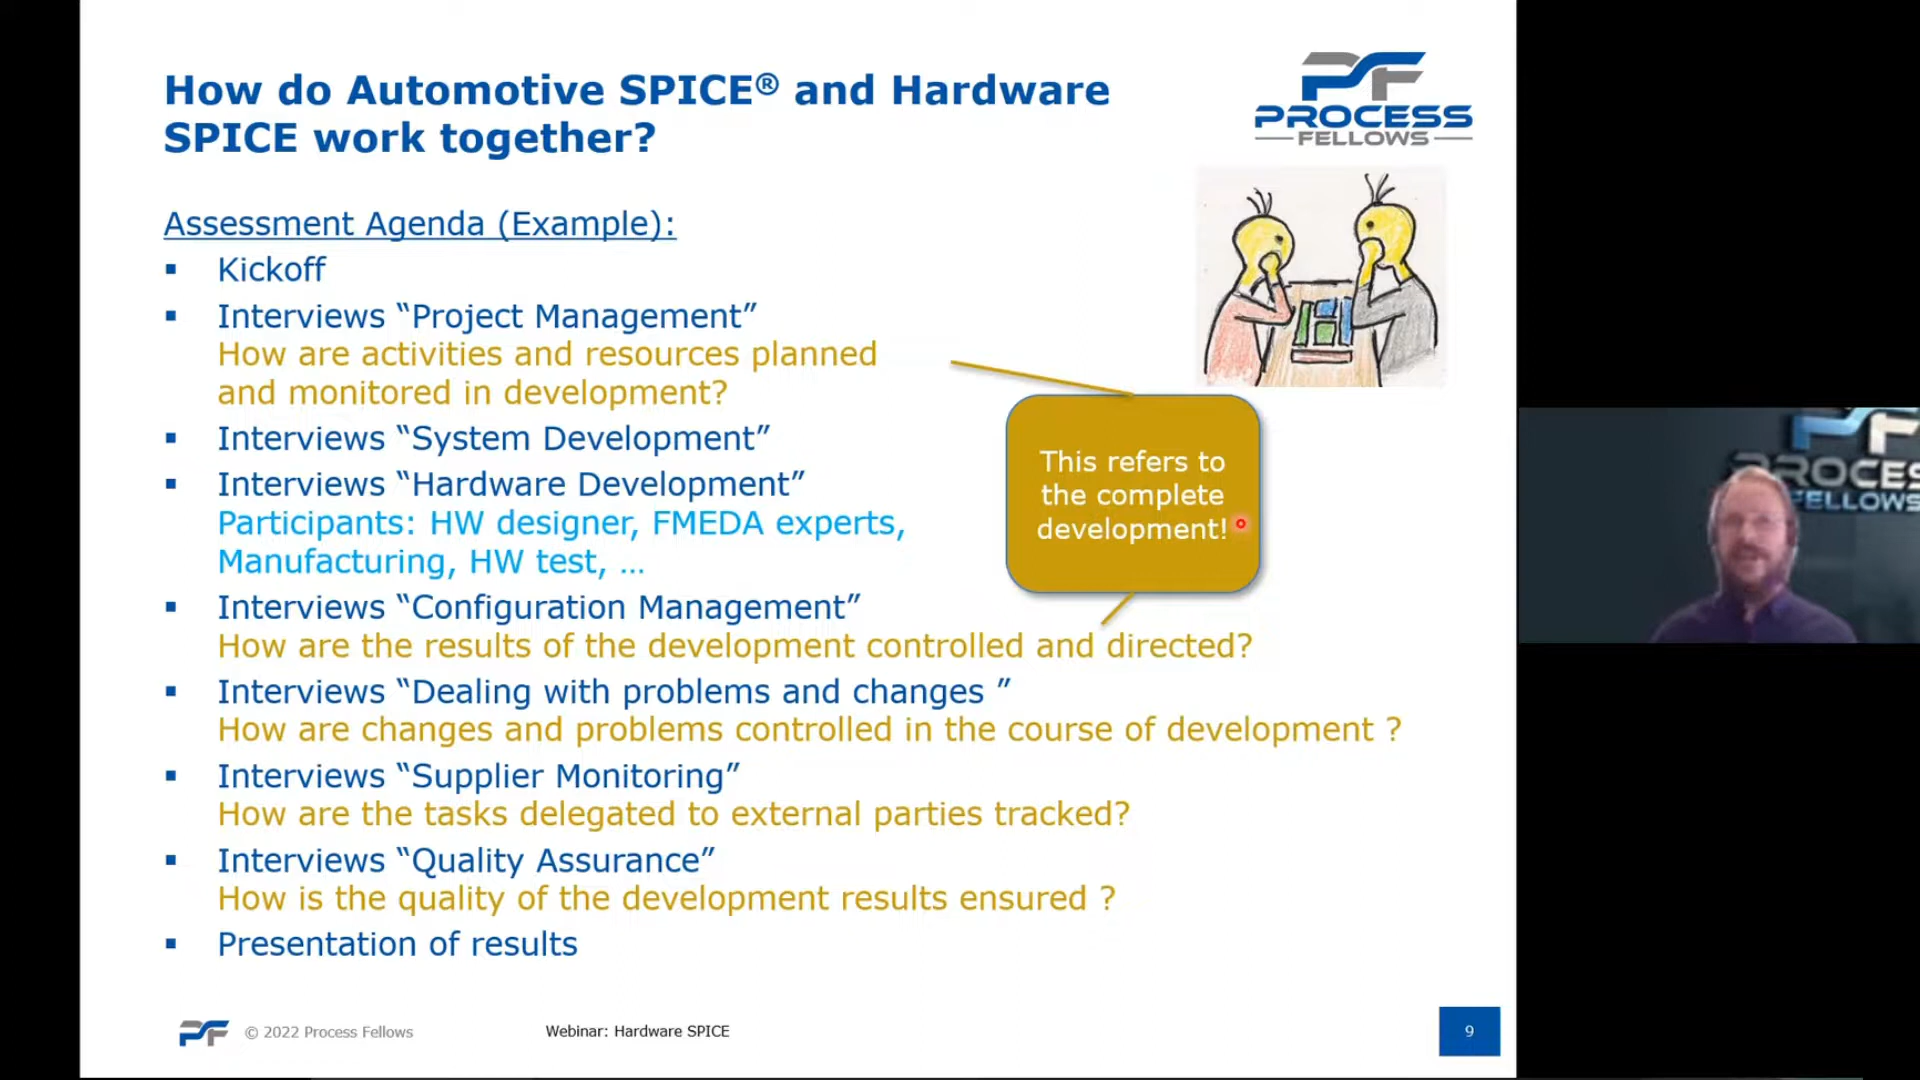 How do Automotive SPICE® and Hardware
SPICE work together?
PF
PROCESS
FELLOWS
Assessment Agenda (Example):
▪ Kickoff
▪ Interviews “Project Management”
How are activities and resources planned
and monitored in development?
▪ Interviews “System Development”
▪ Interviews “Hardware Development”
Participants: HW designer, FMEDA experts,
Manufacturing, HW test, …
▪ Interviews “Configuration Management”
How are the results of the development controlled and directed?
▪ Interviews “Dealing with problems and changes ”
How are changes and problems controlled in the course of development ?
▪ Interviews “Supplier Monitoring”
How are the tasks delegated to external parties tracked?
▪ Interviews “Quality Assurance”
How is the quality of the development results ensured ?
▪ Presentation of results
This refers to
the complete
development!
PF © 2022 Process Fellows
Webinar: Hardware SPICE
9
PF
PROCES
FELLOWS